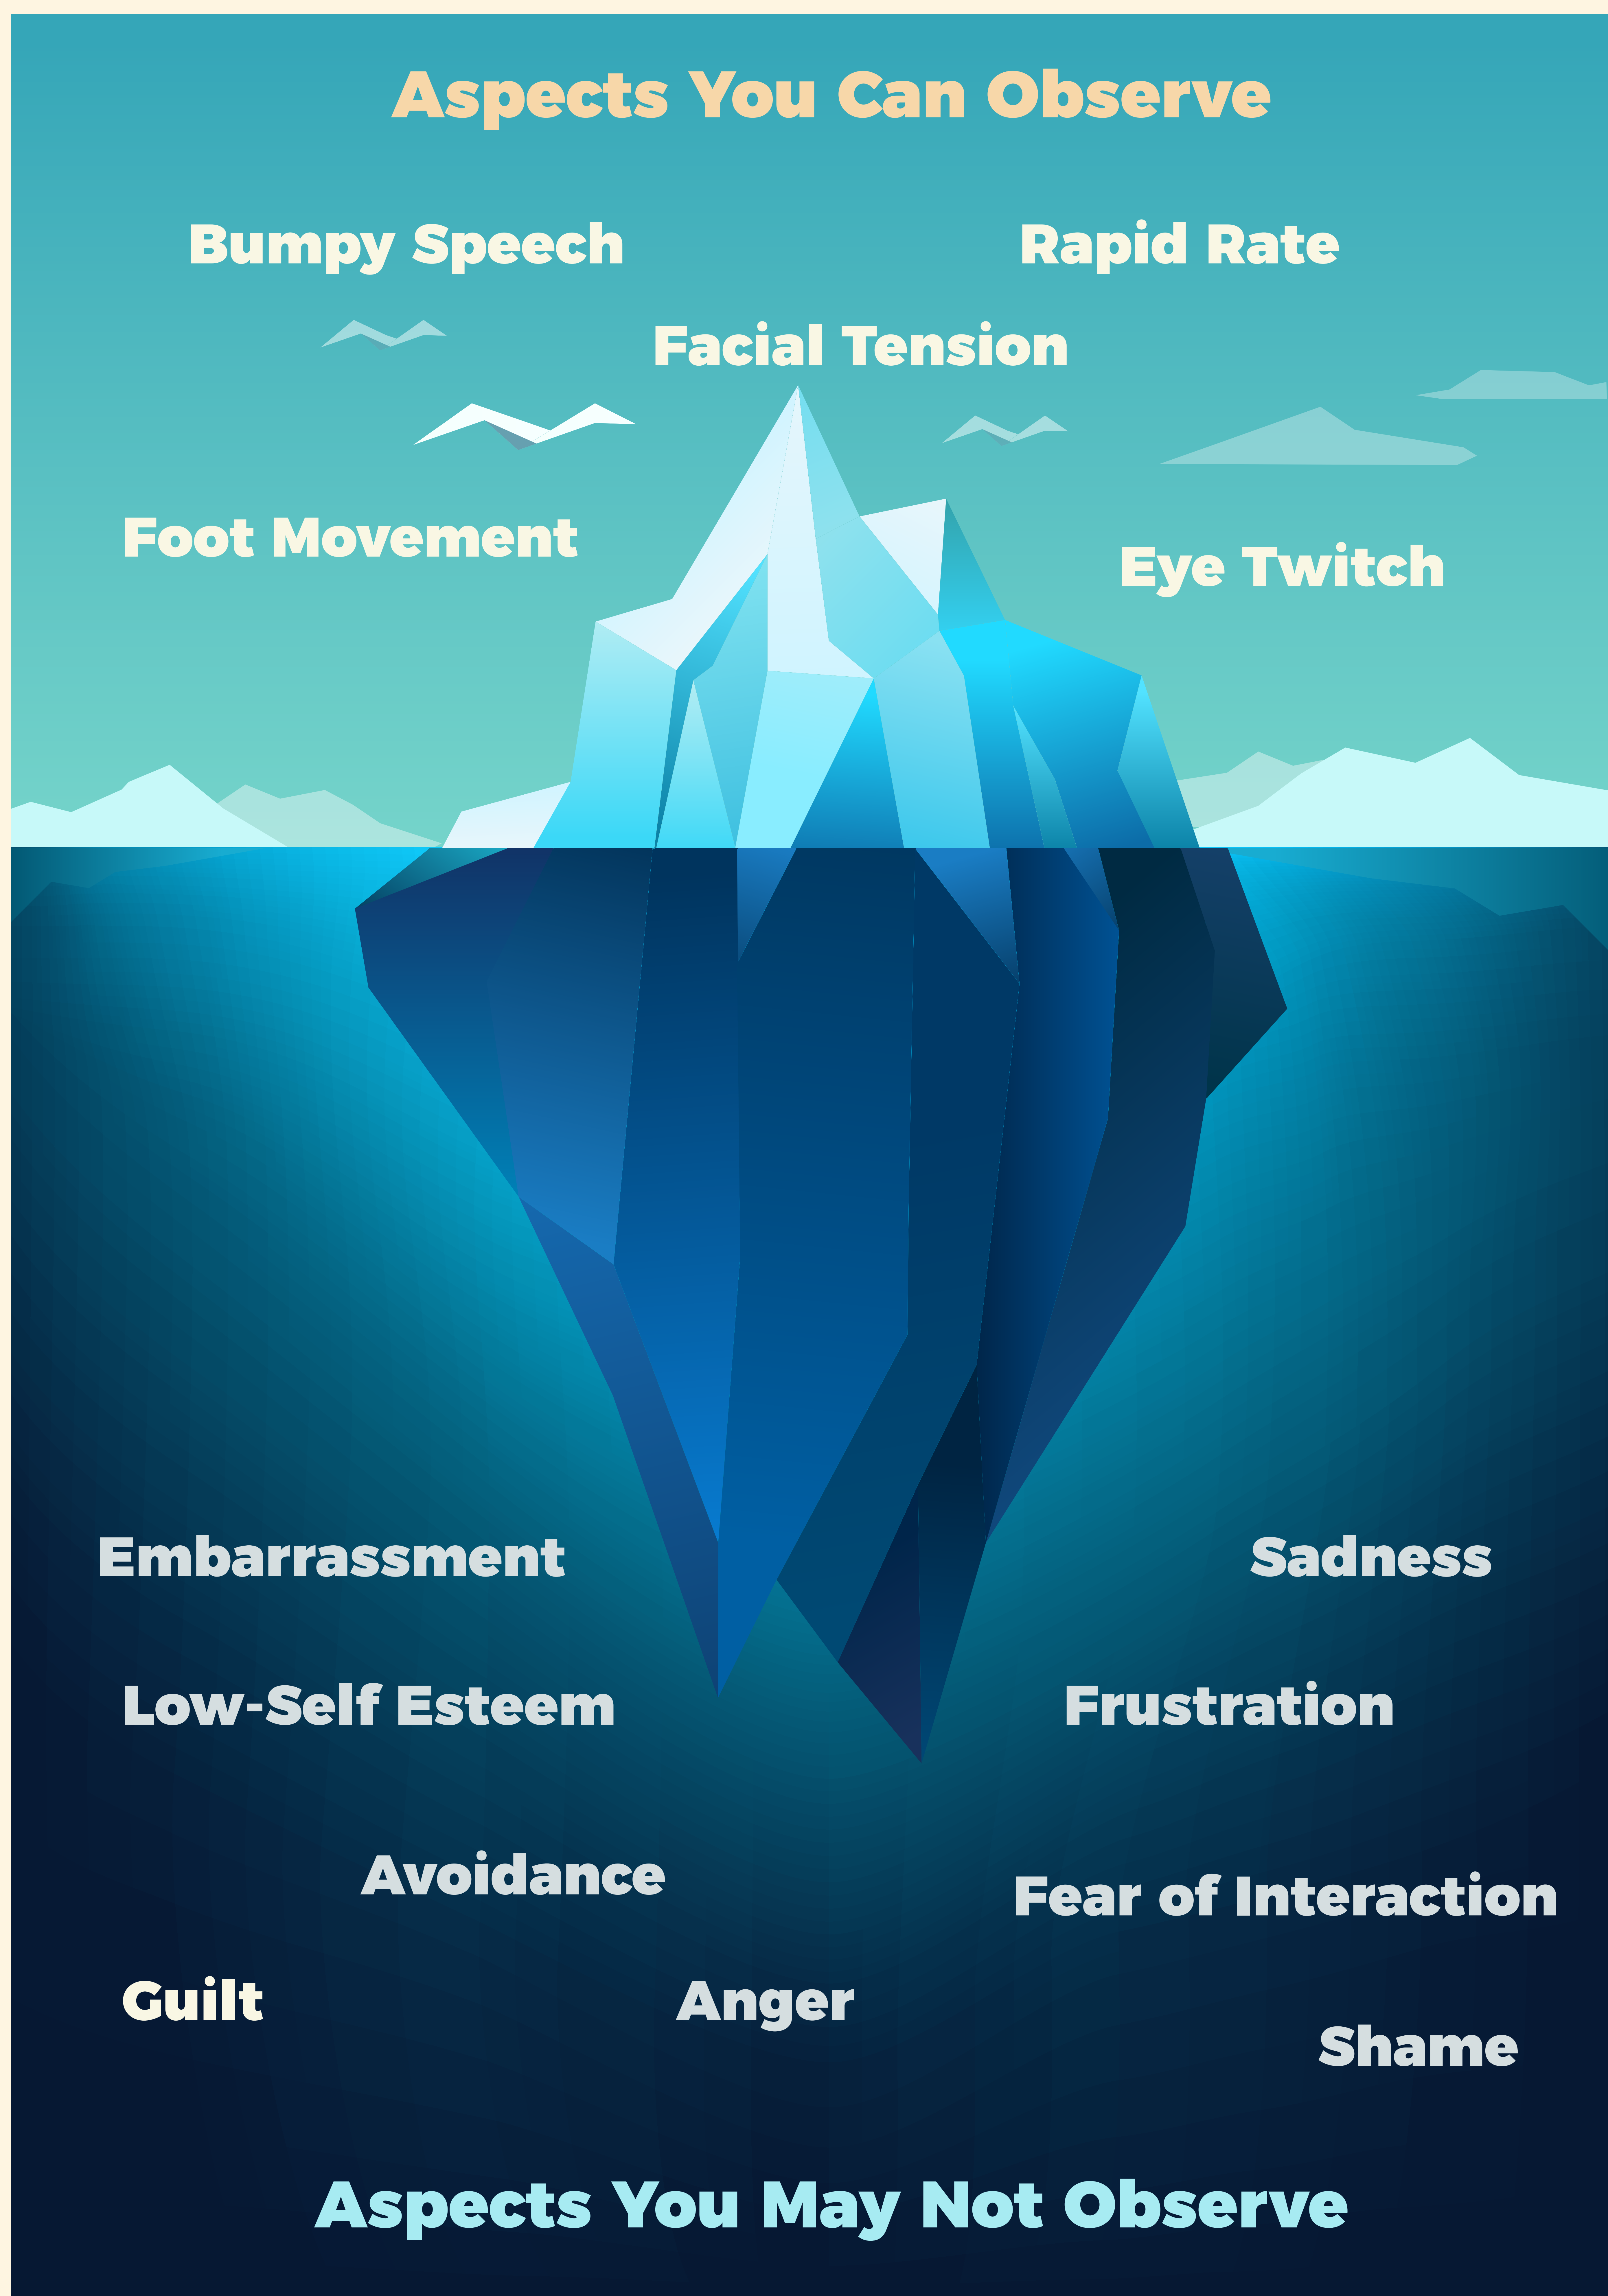 Aspects You Can Observe
Bumpy Speech
Rapid Rate
Facial Tension
Foot Movement
Eye Twitch
Embarrassment
Sadness
Low-Self Esteem
Frustration
Avoidance
Fear of Interaction
Guilt
Anger
Shame
Aspects You May Not Observe